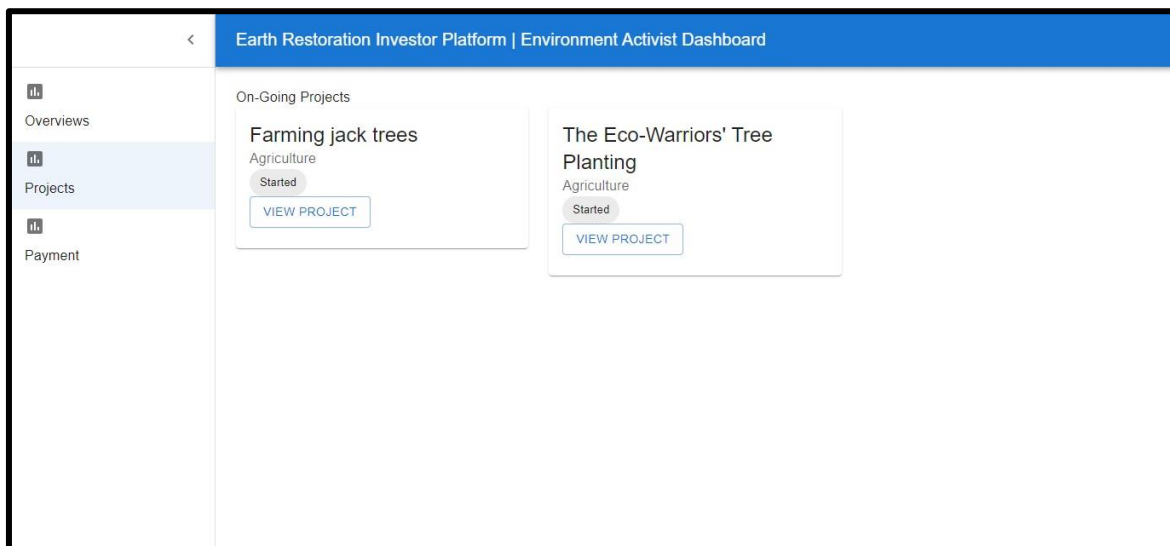 Earth Restoration Investor Platform | Environment Activist Dashboard
Overviews
Projects
Payment
On-Going Projects
Farming jack trees
Agriculture
Started
VIEW PROJECT
The Eco-Warriors' Tree
Planting
Agriculture
Started
VIEW PROJECT